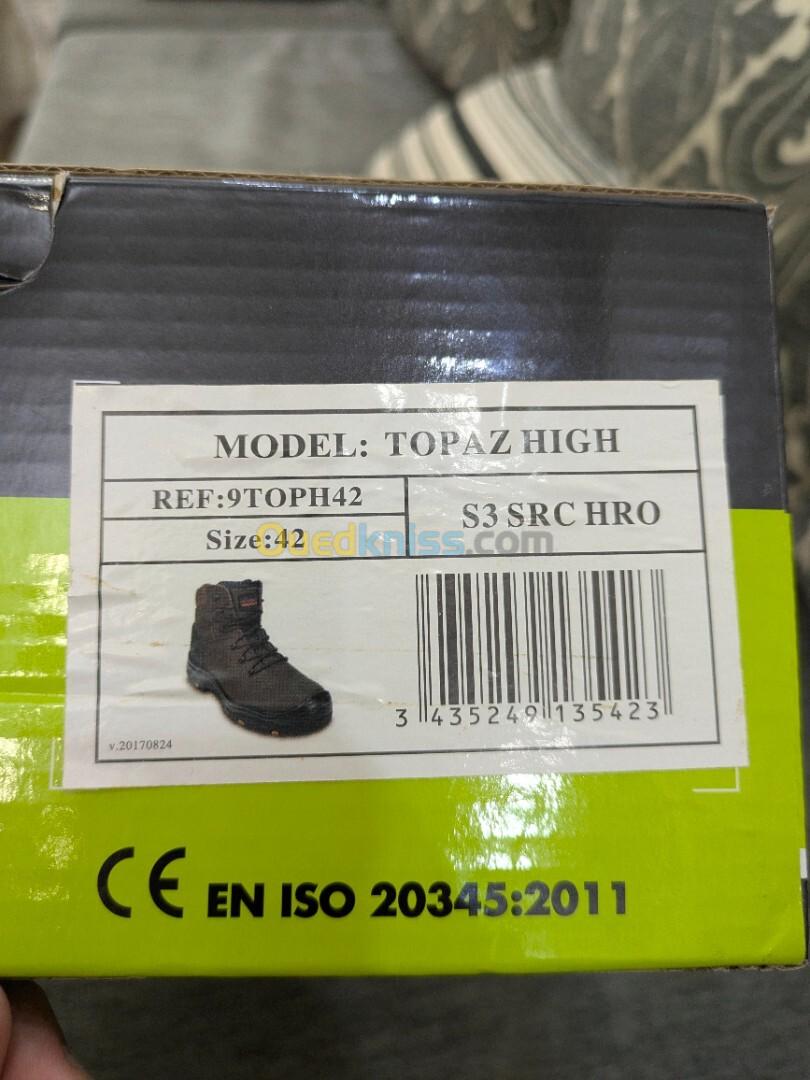 MODEL: TOPAZ HIGH
REF:9TOPH42
Size:42
S3 SRC HRO
Ouedkniss.com
3 435249 135423
v.20170824
CE EN ISO 20345:2011